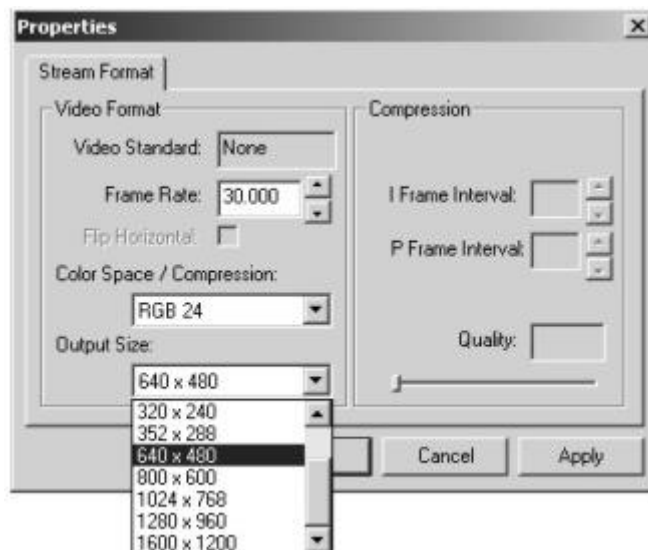 Properties
Stream Format
Video Format
Video Standard: None
Frame Rate: 30.000
Flip Horizontal:
Color Space / Compression:
RGB 24
Output Size:
640 x 480
320 x 240
352 x 288
640 x 480
800 x 600
1024 x 768
1280 x 960
1600 x 1200
Compression
I Frame Interval:
P Frame Interval:
Quality:
Cancel
Apply